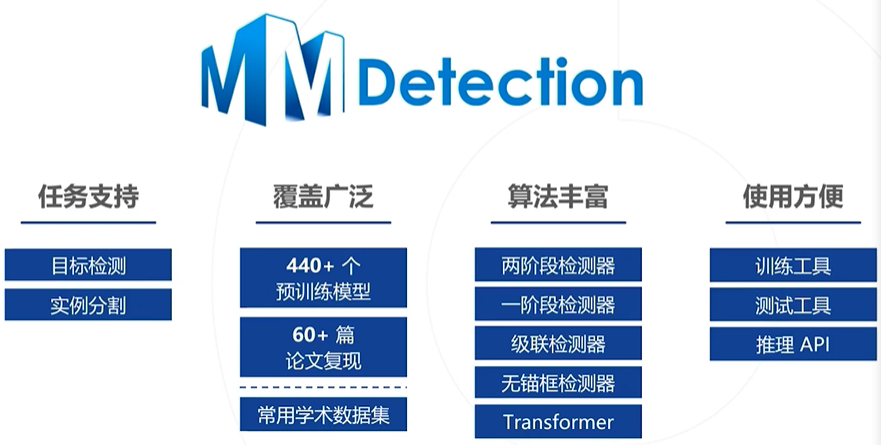 MMDetection
任务支持
目标检测
实例分割
覆盖广泛
440+ 个
预训练模型
60+ 篇
论文复现
常用学术数据集
算法丰富
两阶段检测器
一阶段检测器
级联检测器
无锚框检测器
Transformer
使用方便
训练工具
测试工具
推理 API